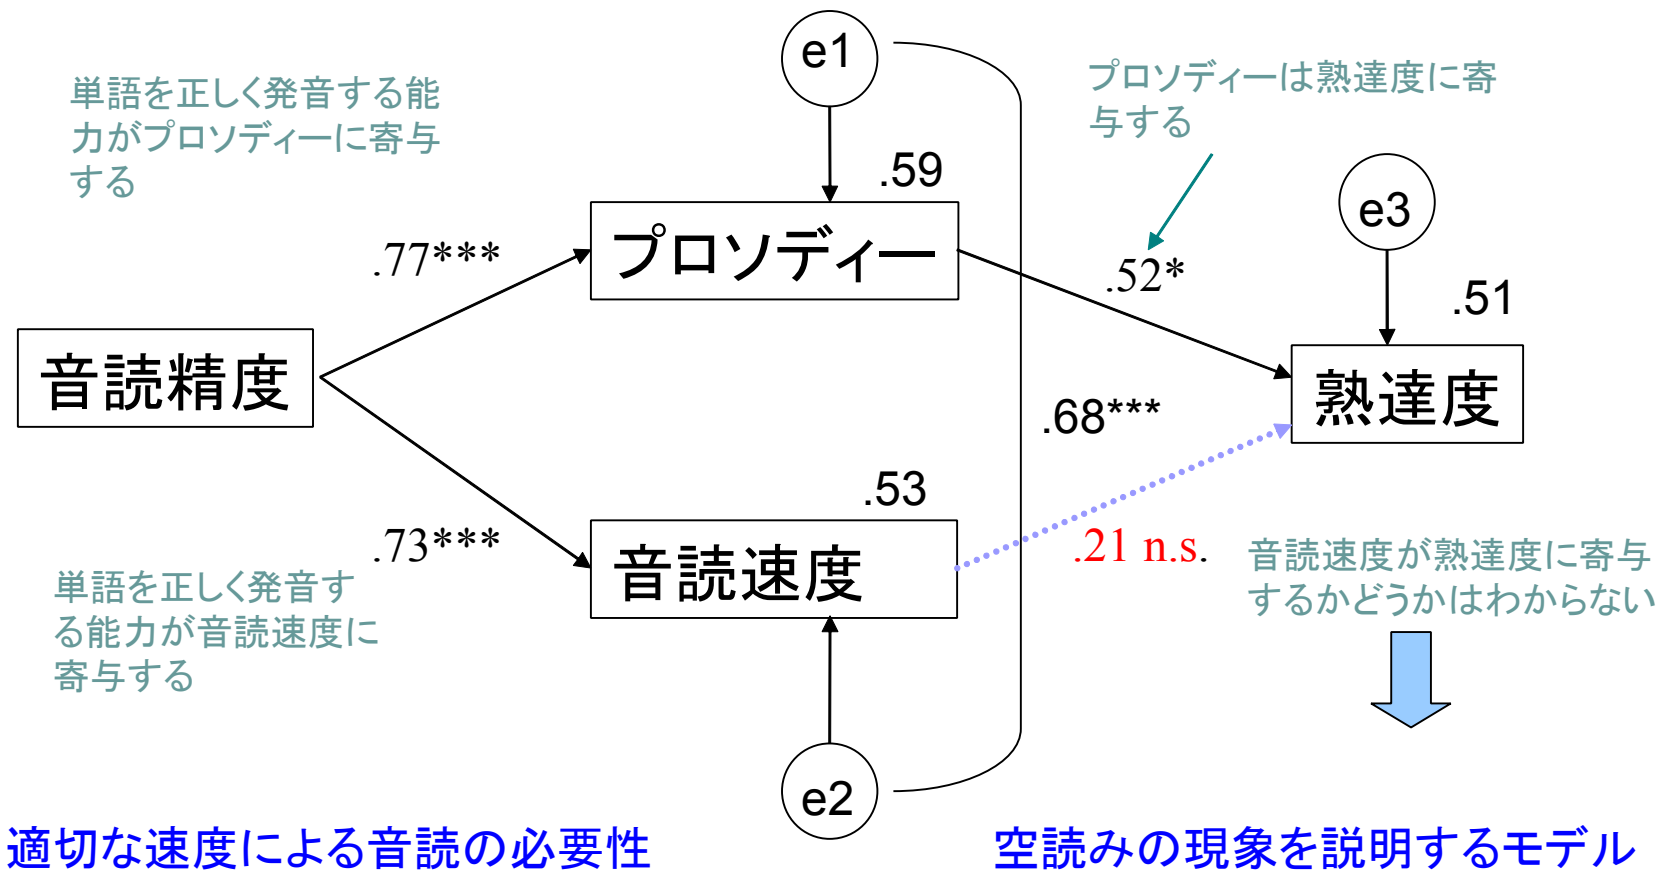 e1
単語を正しく発音する能
力がプロソディーに寄与
する
プロソディーは熟達度に寄
与する
.59
e3
.77***
プロソディー
.52*
.51
音読精度
熟達度
.68***
.53
.73***
音読速度
.21 n.s.
音読速度が熟達度に寄与
するかどうかはわからない
単語を正しく発音す
る能力が音読速度に
寄与する
e2
適切な速度による音読の必要性
空読みの現象を説明するモデル